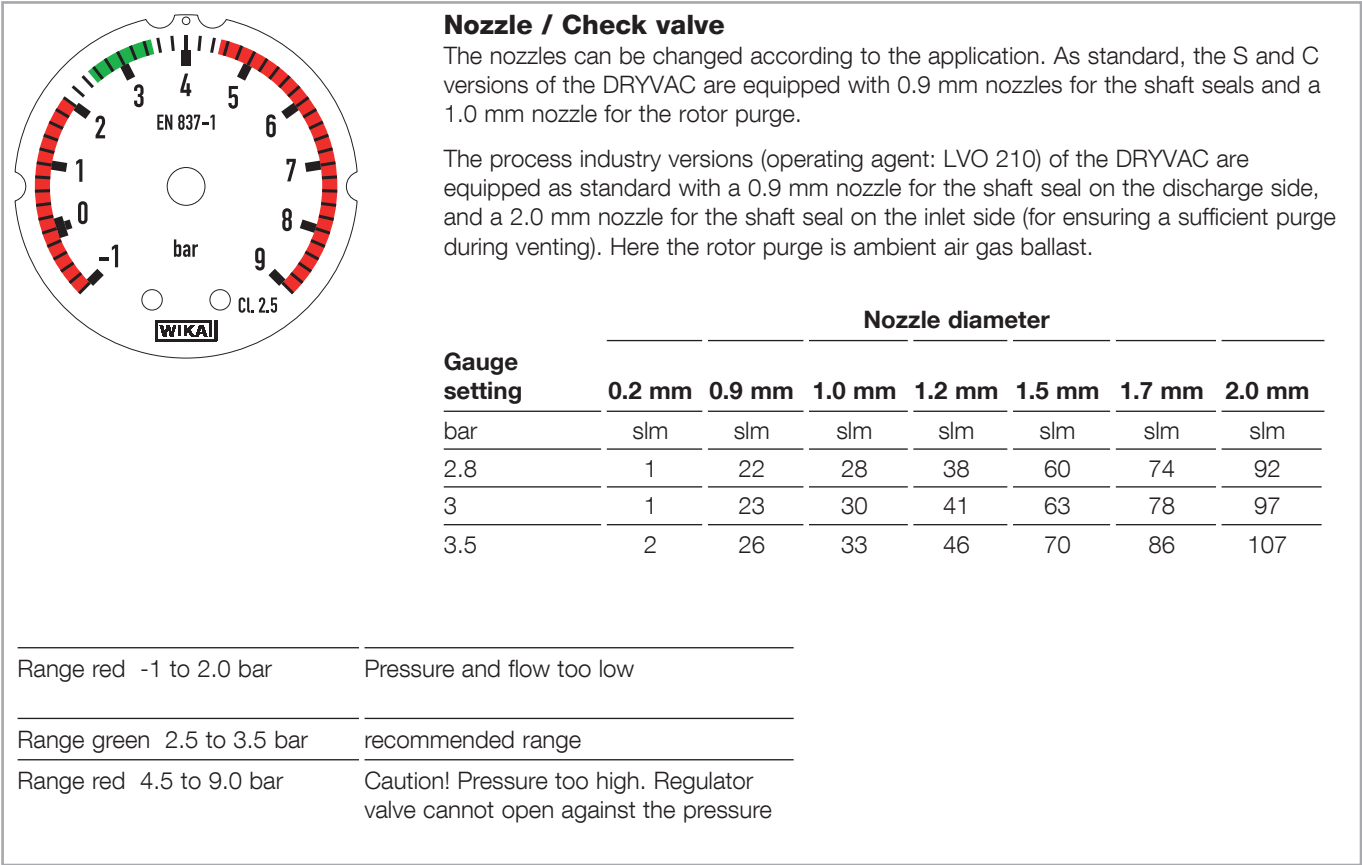 -1
0
1
2
3
4
5
6
7
8
9
EN 837-1
bar
CL 2.5
WIKA
Nozzle / Check valve
The nozzles can be changed according to the application. As standard, the S and C
versions of the DRYVAC are equipped with 0.9 mm nozzles for the shaft seals and a
1.0 mm nozzle for the rotor purge.
The process industry versions (operating agent: LVO 210) of the DRYVAC are
equipped as standard with a 0.9 mm nozzle for the shaft seal on the discharge side,
and a 2.0 mm nozzle for the shaft seal on the inlet side (for ensuring a sufficient purge
during venting). Here the rotor purge is ambient air gas ballast.
Nozzle diameter
Gauge
setting 0.2 mm 0.9 mm 1.0 mm 1.2 mm 1.5 mm 1.7 mm 2.0 mm
bar slm slm slm slm slm slm slm
2.8 1 22 28 38 60 74 92
3 1 23 30 41 63 78 97
3.5 2 26 33 46 70 86 107
Range red -1 to 2.0 bar Pressure and flow too low
Range green 2.5 to 3.5 bar recommended range
Range red 4.5 to 9.0 bar Caution! Pressure too high. Regulator
valve cannot open against the pressure